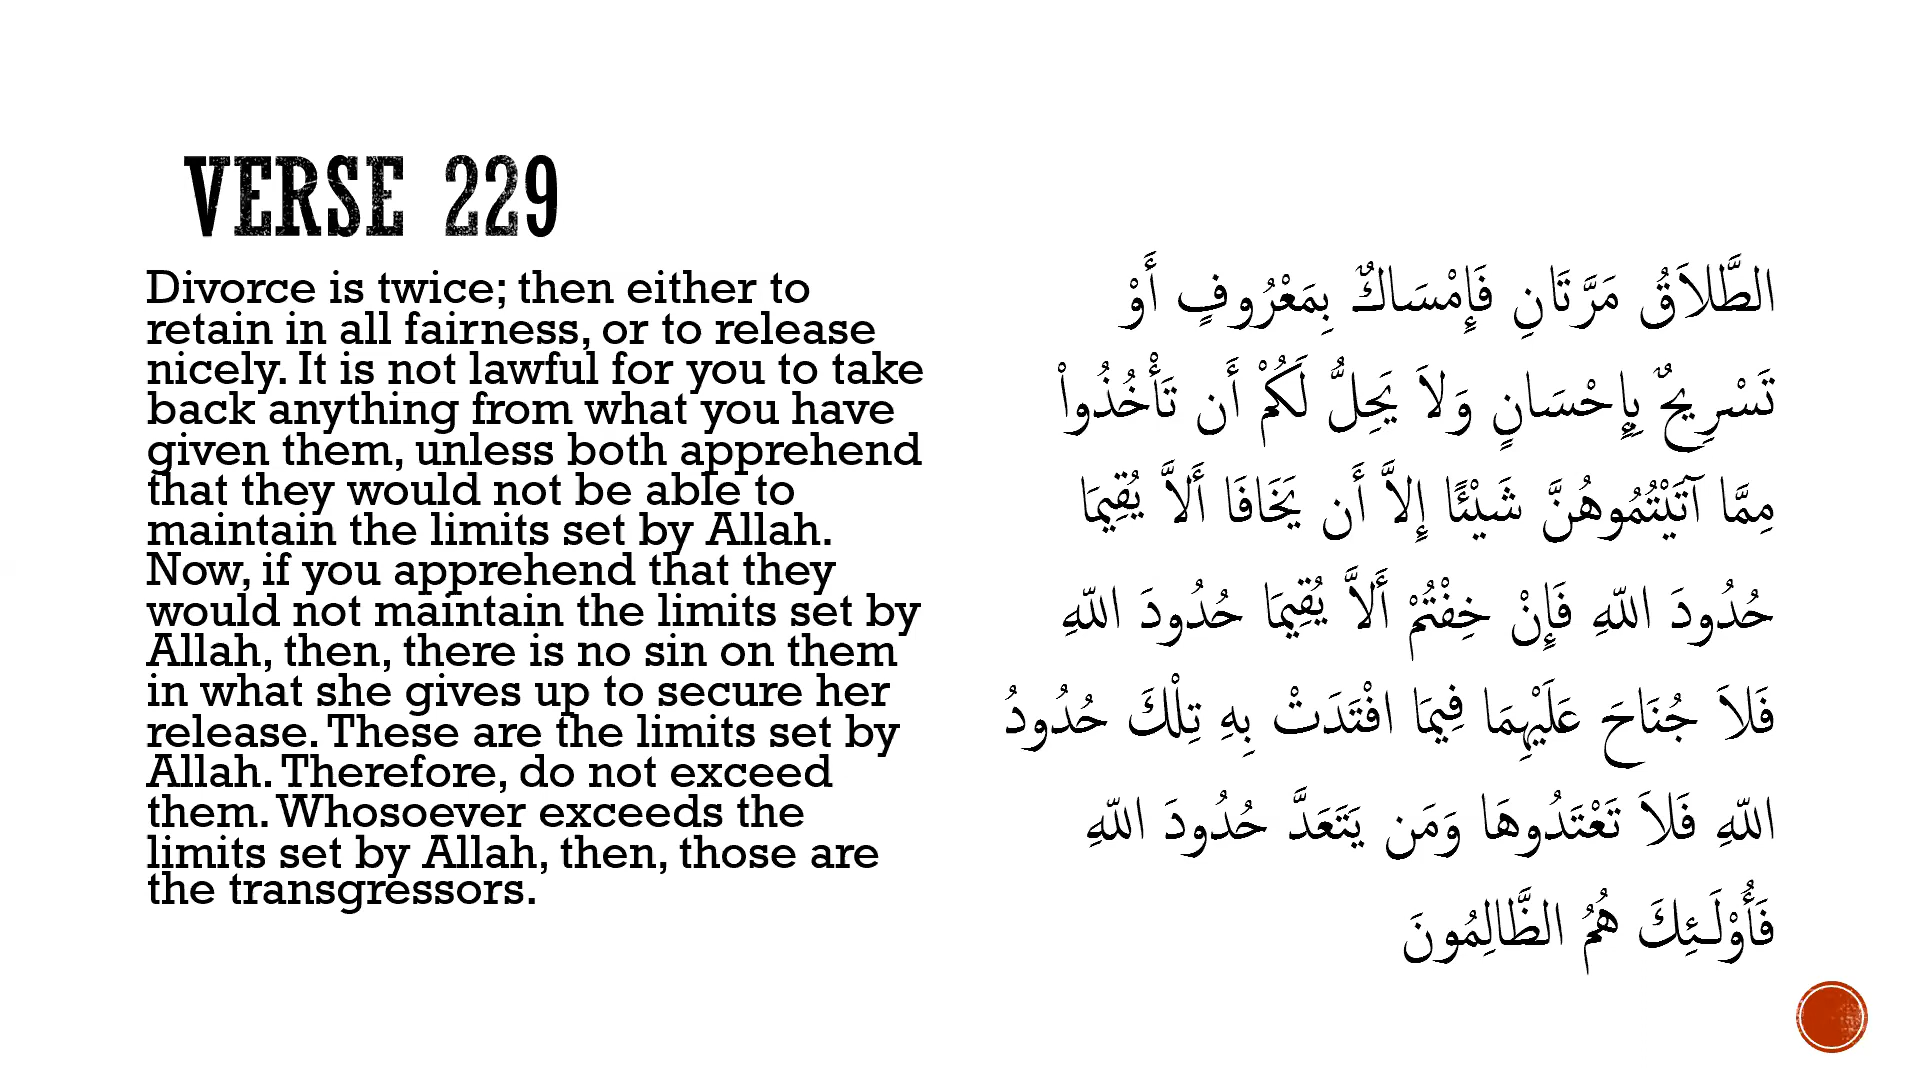 VERSE 229
Divorce is twice; then either to
retain in all fairness, or to release
nicely. It is not lawful for you to take
back anything from what you have
given them, unless both apprehend
that they would not be able to
maintain the limits set by Allah.
Now, if you apprehend that they
would not maintain the limits set by
Allah, then, there is no sin on them
in what she gives up to secure her
release. These are the limits set by
Allah. Therefore, do not exceed
them. Whosoever exceeds the
limits set by Allah, then, those are
the transgressors.
الطَّلاَقُ مَرَّتَانِ فَإِمْسَاكٌ بِمَعْرُوفٍ أَوْ
تَسْرِيحٌ بِإِحْسَانٍ وَلاَ يَحِلُّ لَكُمْ أَن تَأْخُذُواْ
مِمَّا آتَيْتُمُوهُنَّ شَيْئًا إِلاَّ أَن يَخَافَا أَلاَّ يُقِيمَا
حُدُودَ اللّهِ فَإِنْ خِفْتُمْ أَلاَّ يُقِيمَا حُدُودَ اللّهِ
فَلاَ جُنَاحَ عَلَيْهِمَا فِيمَا افْتَدَتْ بِهِ تِلْكَ حُدُودُ
اللّهِ فَلاَ تَعْتَدُوهَا وَمَن يَتَعَدَّ حُدُودَ اللّهِ
فَأُوْلَـئِكَ هُمُ الظَّالِمُونَ